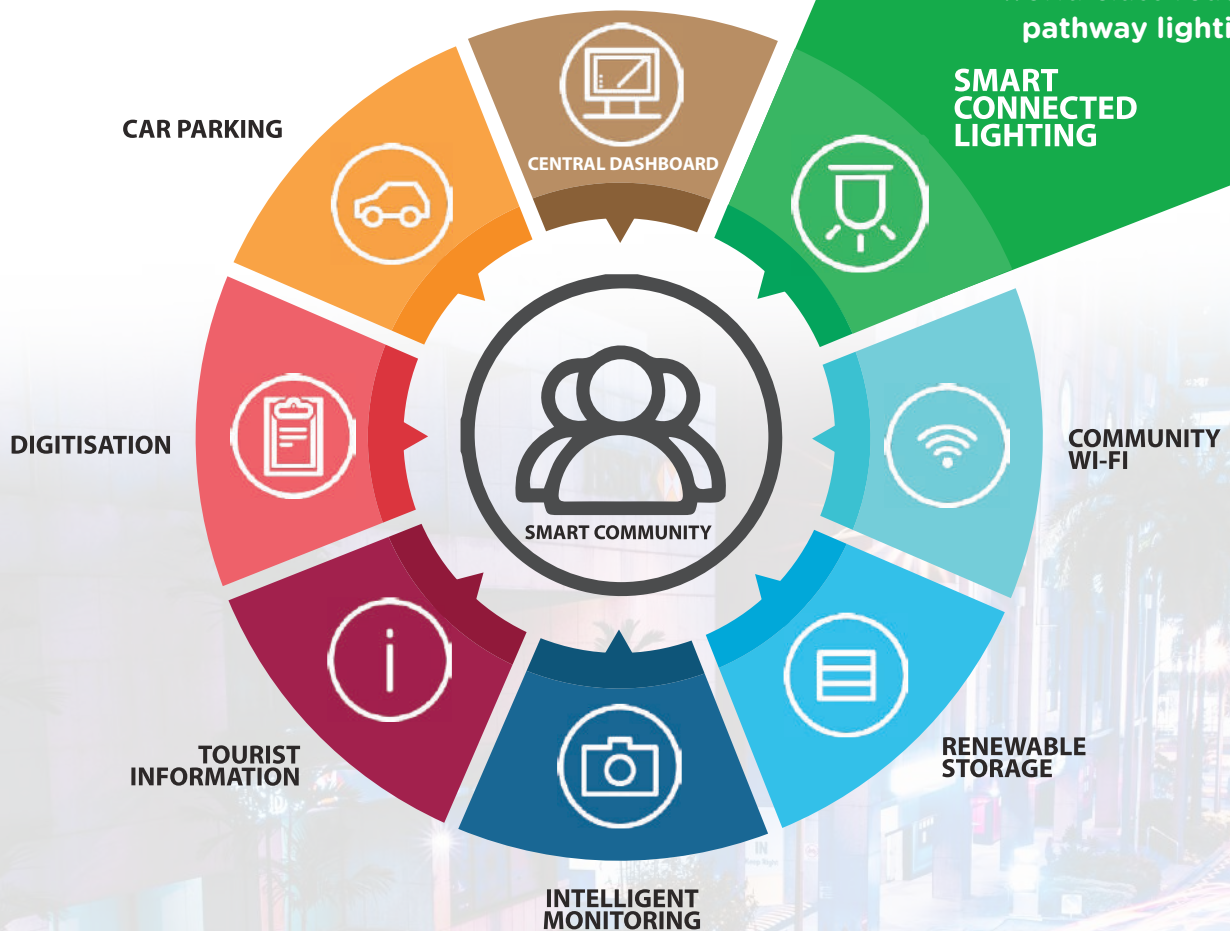 pathway lighti
SMART
CONNECTED
LIGHTING
CAR PARKING
CENTRAL DASHBOARD
DIGITISATION
COMMUNITY
WI-FI
SMART COMMUNITY
TOURIST
INFORMATION
RENEWABLE
STORAGE
INTELLIGENT
MONITORING
IN